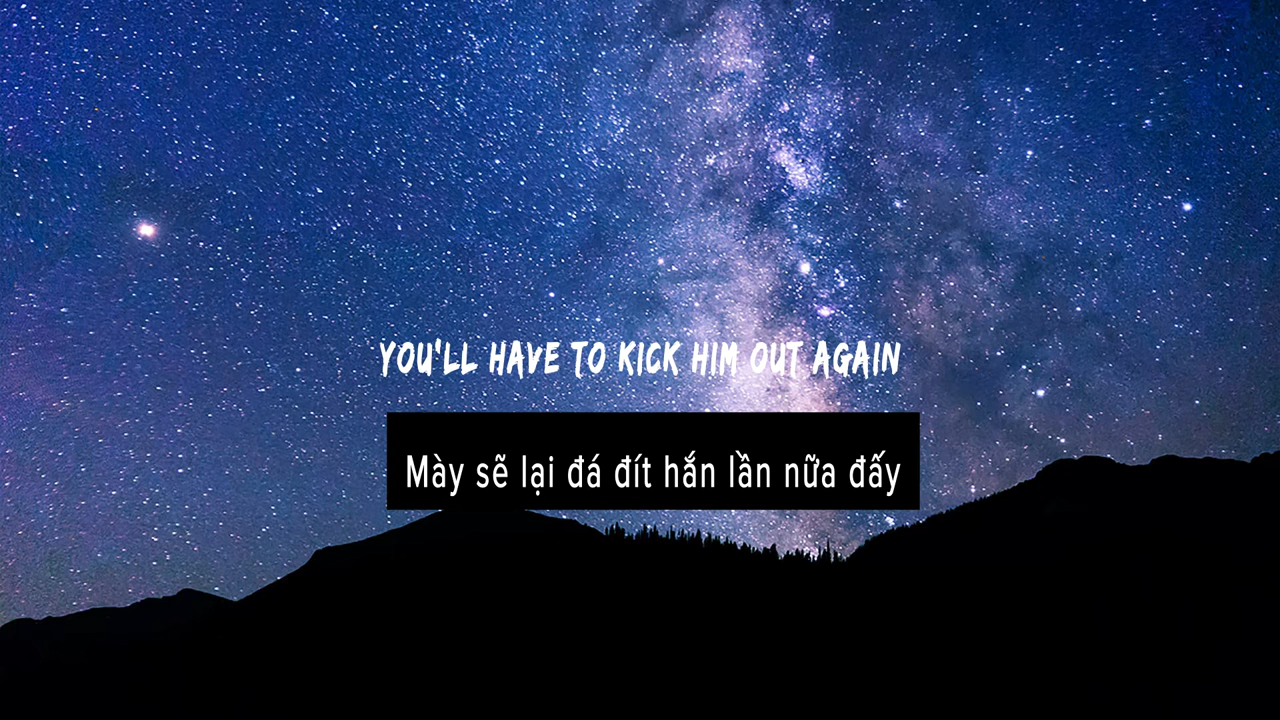 YOU'LL HAVE TO KICK HIM OUT AGAIN
Mày sẽ lại đá đít hắn lần nữa đấy